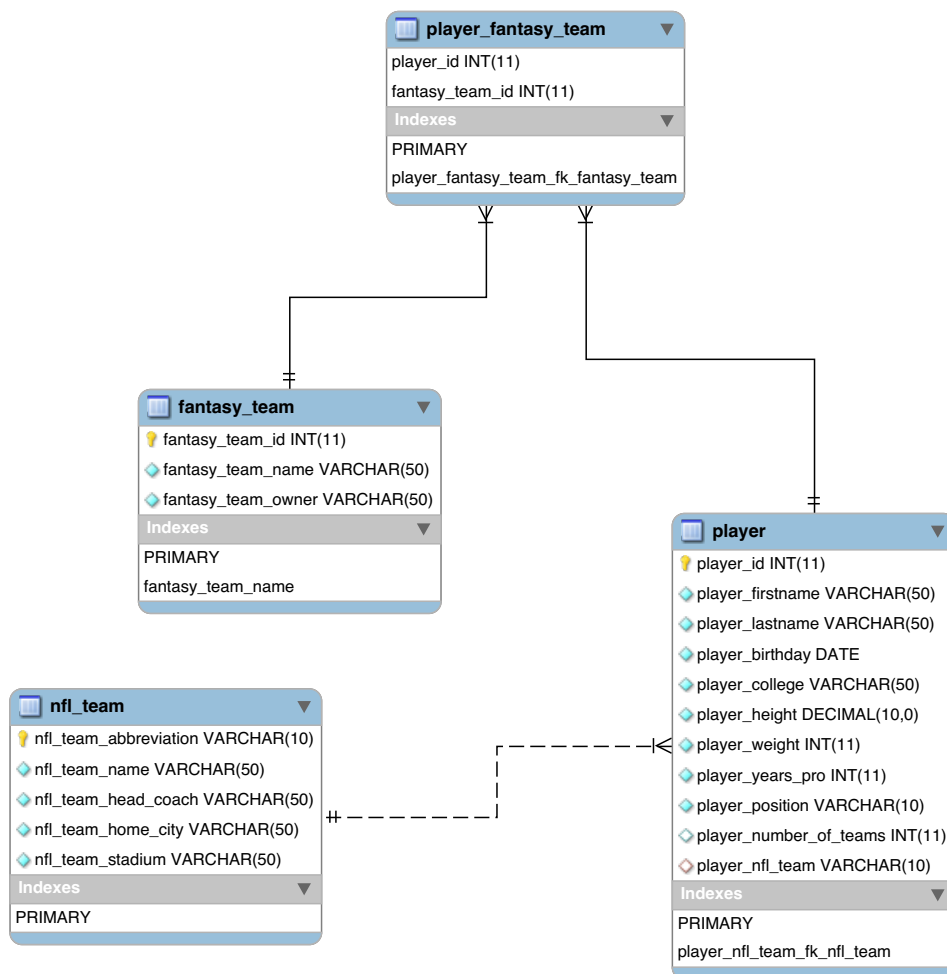 player_fantasy_team
player_id INT(11)
fantasy_team_id INT(11)
Indexes
PRIMARY
player_fantasy_team_fk_fantasy_team
fantasy_team
fantasy_team_id INT(11)
fantasy_team_name VARCHAR(50)
fantasy_team_owner VARCHAR(50)
Indexes
PRIMARY
fantasy_team_name
player
player_id INT(11)
player_firstname VARCHAR(50)
player_lastname VARCHAR(50)
player_birthday DATE
player_college VARCHAR(50)
player_height DECIMAL(10,0)
player_weight INT(11)
player_years_pro INT(11)
player_position VARCHAR(10)
player_number_of_teams INT(11)
player_nfl_team VARCHAR(10)
Indexes
PRIMARY
player_nfl_team_fk_nfl_team
nfl_team
nfl_team_abbreviation VARCHAR(10)
nfl_team_name VARCHAR(50)
nfl_team_head_coach VARCHAR(50)
nfl_team_home_city VARCHAR(50)
nfl_team_stadium VARCHAR(50)
Indexes
PRIMARY